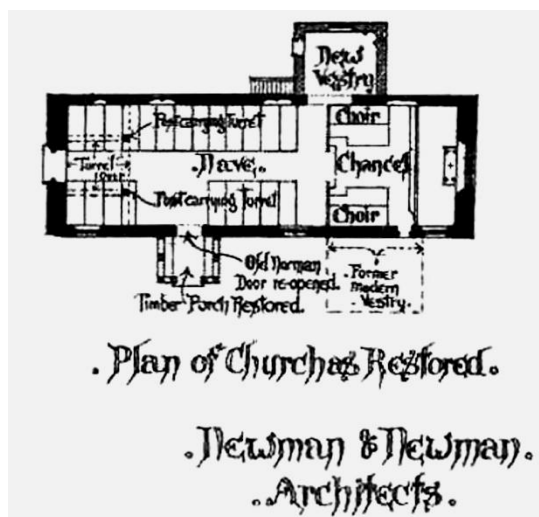 New
Vestry
Choir
Post carrying Turret
Turret
over
. Nave .
Chancel
Post carrying Turret
Choir
Old Norman
Door re-opened.
Timber Porch Restored.
Former
modern
Vestry.
. Plan of Church as Restored .
. Newman & Newman .
. . Architects .